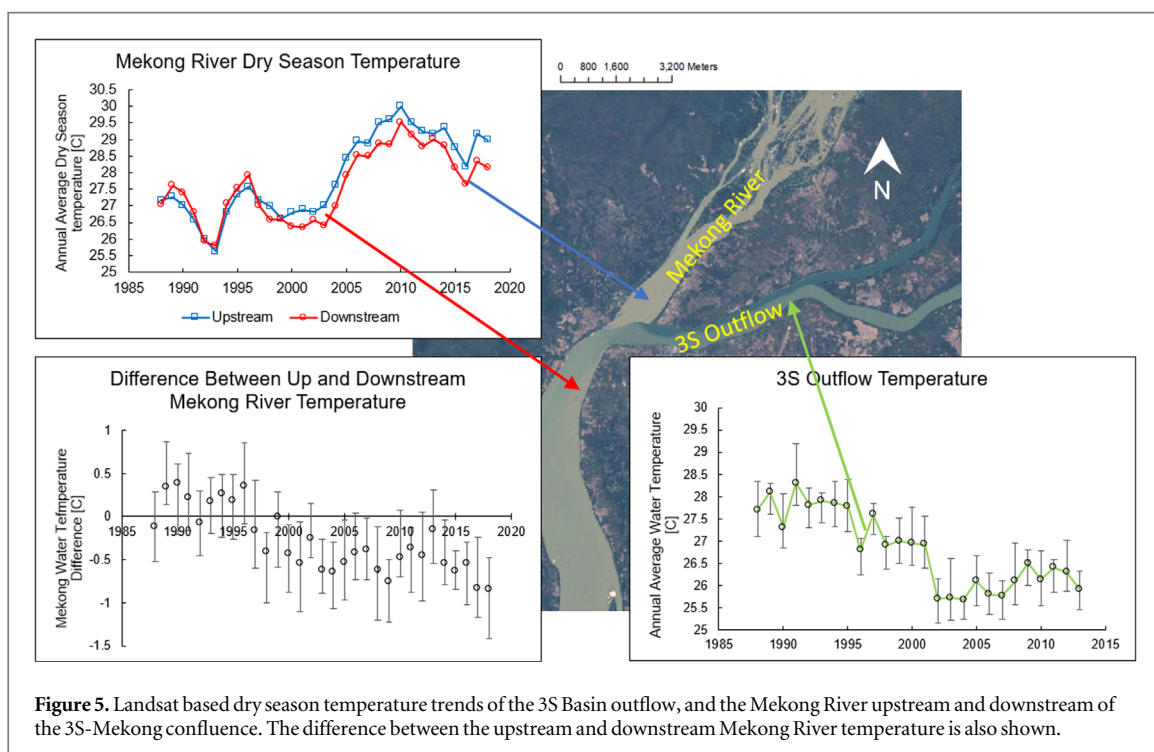 Mekong River Dry Season Temperature
Annual Average Dry Season
temperature [C]
30.5
30
29.5
29
28.5
28
27.5
27
26.5
26
25.5
25
1985 1990 1995 2000 2005 2010 2015 2020
Upstream Downstream
0 800 1,600 3,200 Meters
N
Mekong River
3S Outflow
Difference Between Up and Downstream
Mekong River Temperature
Mekong Water Temperature
Difference [C]
1
0.5
0
-0.5
-1
-1.5
1985 1990 1995 2000 2005 2010 2015 2020
3S Outflow Temperature
Annual Average Water Temperature
[C]
30
29.5
29
28.5
28
27.5
27
26.5
26
25.5
25
1985 1990 1995 2000 2005 2010 2015
Figure 5. Landsat based dry season temperature trends of the 3S Basin outflow, and the Mekong River upstream and downstream of
the 3S-Mekong confluence. The difference between the upstream and downstream Mekong River temperature is also shown.